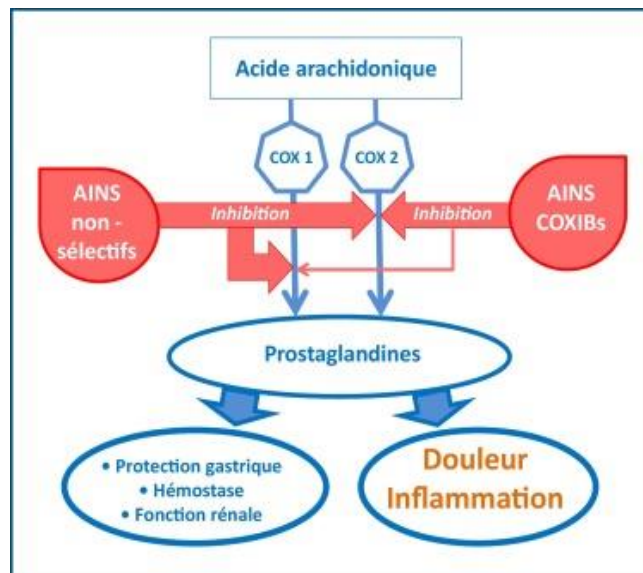 Acide arachidonique
COX 1
COX 2
AINS
non -
sélectifs
Inhibition
Inhibition
AINS
COXIBs
Prostaglandines
• Protection gastrique
• Hémostase
• Fonction rénale
Douleur
Inflammation